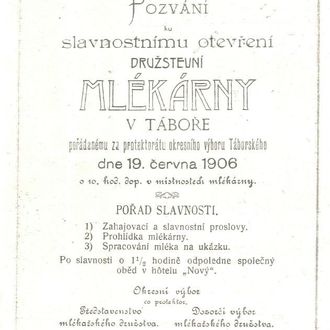 Pozvání
ku
slavnostnímu otevření
DRUŽSTEVNÍ
MLÉKÁRNY
V TÁBOŘE
pořádanému za protektorátu okresního výboru Táborského
dne 19. června 1906
o 10. hod. dop. v místnostech mlékárny.
POŘAD SLAVNOSTI.
1) Zahajovací a slavnostní proslovy.
2) Prohlídka mlékárny.
3) Spracování mléka na ukázku.
Po slavnosti o 1½ hodině odpoledne společný
oběd v hôtelu „Nový".
Okresní výbor
co protektor.
Představenstvo Dozorčí výbor
mlékařského družstva. mlékařského družstva.